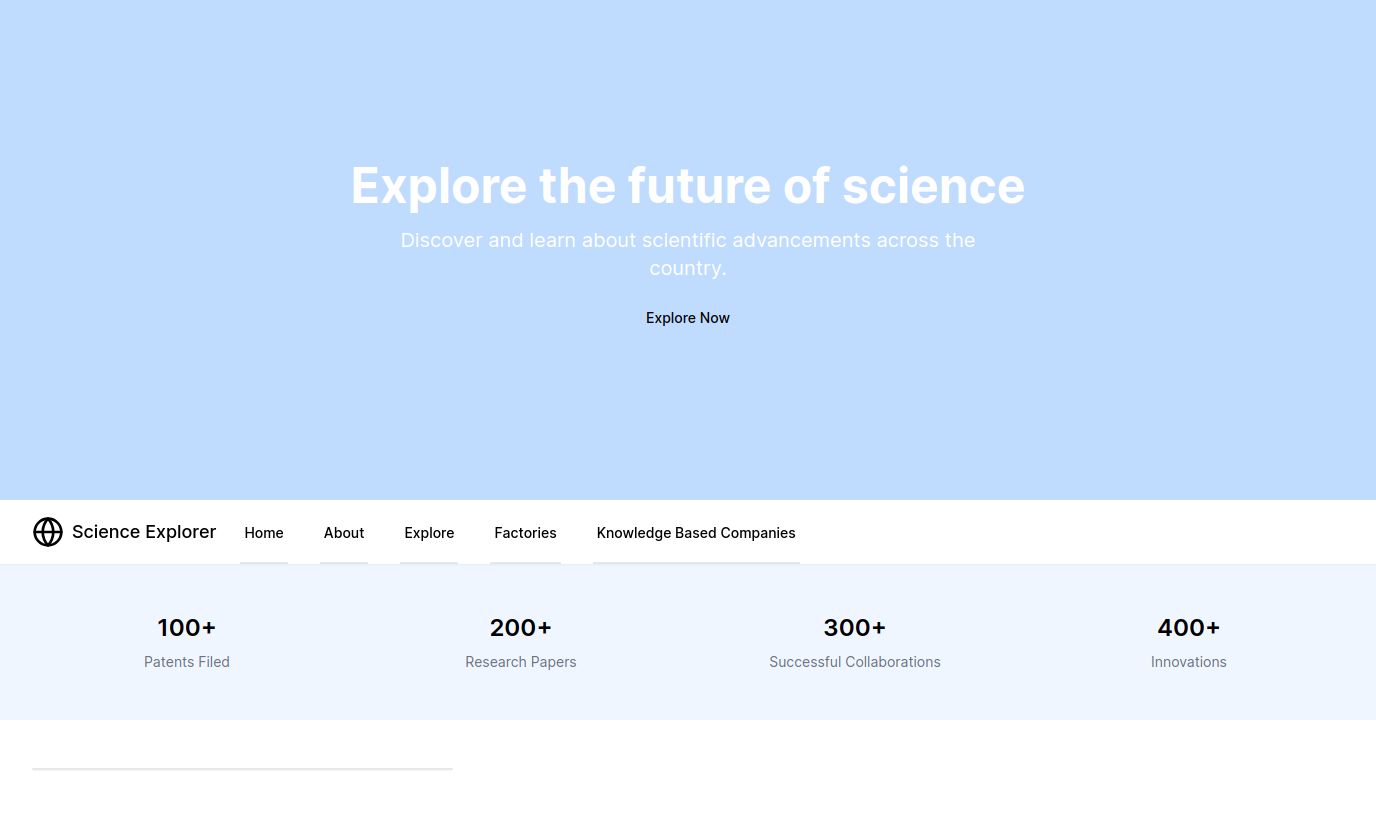 Explore the future of science
Discover and learn about scientific advancements across the
country.
Explore Now
Science Explorer Home About Explore Factories Knowledge Based Companies
100+ 200+ 300+ 400+
Patents Filed Research Papers Successful Collaborations Innovations